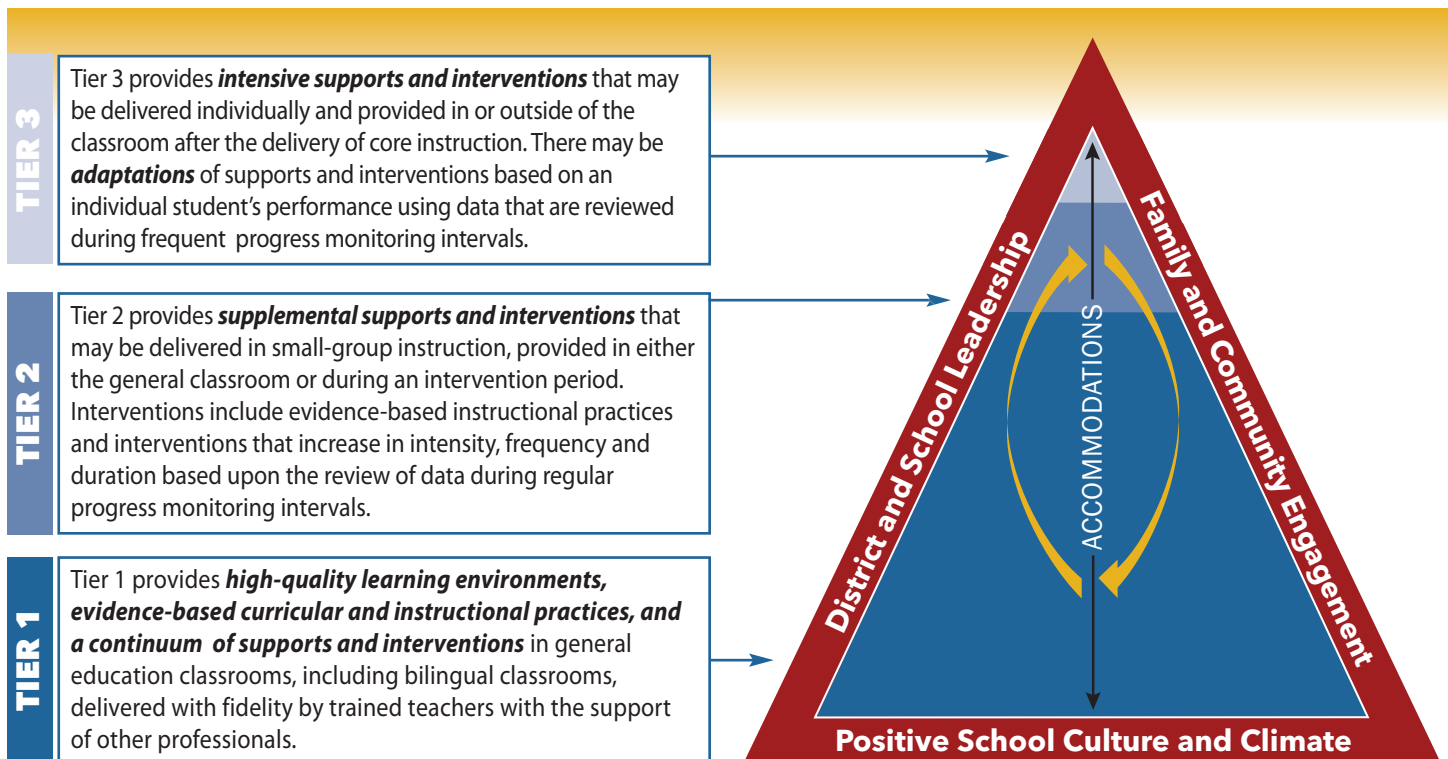 TIER 3
Tier 3 provides intensive supports and interventions that may
be delivered individually and provided in or outside of the
classroom after the delivery of core instruction. There may be
adaptations of supports and interventions based on an
individual student's performance using data that are reviewed
during frequent progress monitoring intervals.
TIER 2
Tier 2 provides supplemental supports and interventions that
may be delivered in small-group instruction, provided in either
the general classroom or during an intervention period.
Interventions include evidence-based instructional practices
and interventions that increase in intensity, frequency and
duration based upon the review of data during regular
progress monitoring intervals.
TIER 1
Tier 1 provides high-quality learning environments,
evidence-based curricular and instructional practices, and
a continuum of supports and interventions in general
education classrooms, including bilingual classrooms,
delivered with fidelity by trained teachers with the support
of other professionals.
District and School Leadership
ACCOMMODATIONS
Family and Community Engagement
Positive School Culture and Climate